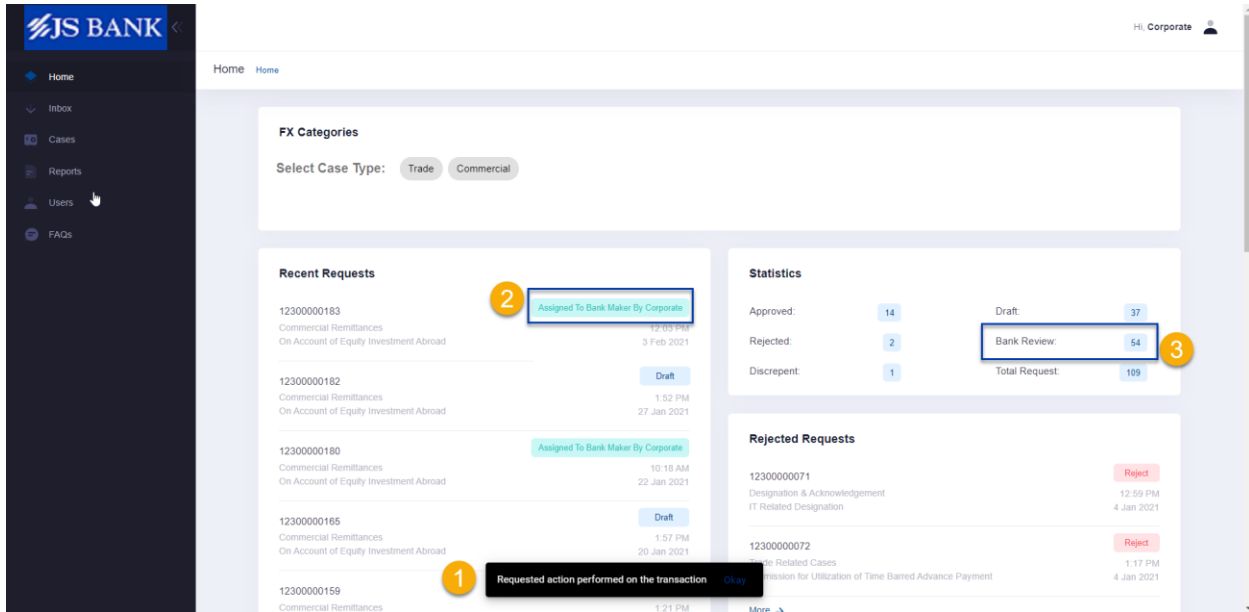 JS BANK
Hi, Corporate
Home
Inbox
Cases
Reports
Users
FAQs
Home Home
FX Categories
Select Case Type: Trade Commercial
Recent Requests
12300000183
2
Assigned To Bank Maker By Corporate
Commercial Remittances 12:03 PM
On Account of Equity Investment Abroad 3 Feb 2021
12300000182 Draft
Commercial Remittances 1:52 PM
On Account of Equity Investment Abroad 27 Jan 2021
12300000180 Assigned To Bank Maker By Corporate
Commercial Remittances 10:18 AM
On Account of Equity Investment Abroad 22 Jan 2021
12300000165 Draft
Commercial Remittances 1:57 PM
On Account of Equity Investment Abroad 20 Jan 2021
12300000159
Commercial Remittances 1:21 PM
1
Requested action performed on the transaction Okay
Statistics
Approved: 14 Draft: 37
Rejected: 2 Bank Review: 54
3
Discrepent: 1 Total Request: 109
Rejected Requests
12300000071 Reject
Designation & Acknowledgement 12:59 PM
IT Related Designation 4 Jan 2021
12300000072 Reject
Trade Related Cases 1:17 PM
mission for Utilization of Time Barred Advance Payment 4 Jan 2021
More